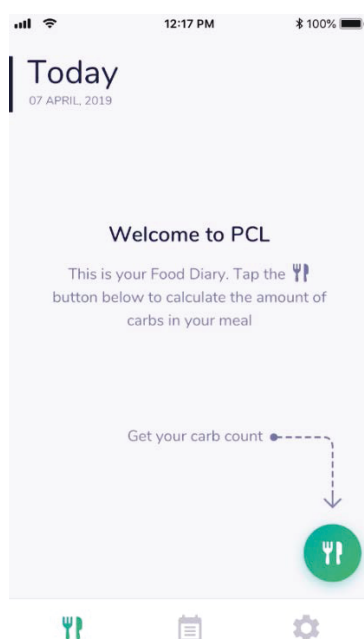 12:17 PM
100%
Today
07 APRIL, 2019
Welcome to PCL
This is your Food Diary. Tap the
button below to calculate the amount of
carbs in your meal
Get your carb count